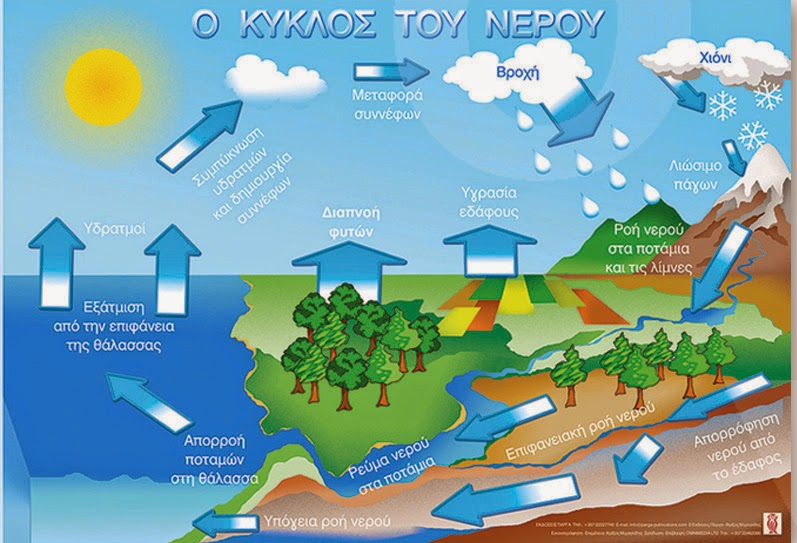 Ο ΚΥΚΛΟΣ ΤΟΥ ΝΕΡΟΥ
Μεταφορά
συννέφων
Βροχή
Χιόνι
Συμπύκνωση
υδρατμών
και δημιουργία
συννέφων
Λιώσιμο
πάγων
Υδρατμοί
Διαπνοή
φυτών
Υγρασία
εδάφους
Ροή νερού
στα ποτάμια
και τις λίμνες
Εξάτμιση
από την επιφάνεια
της θάλασσας
Απορροή
ποταμών
στη θάλασσα
Ρεύμα νερού
στα ποτάμια
Επιφανειακή ροή νερού
Απορρόφηση
νερού από
το έδαφος
Υπόχεια ροή νερού